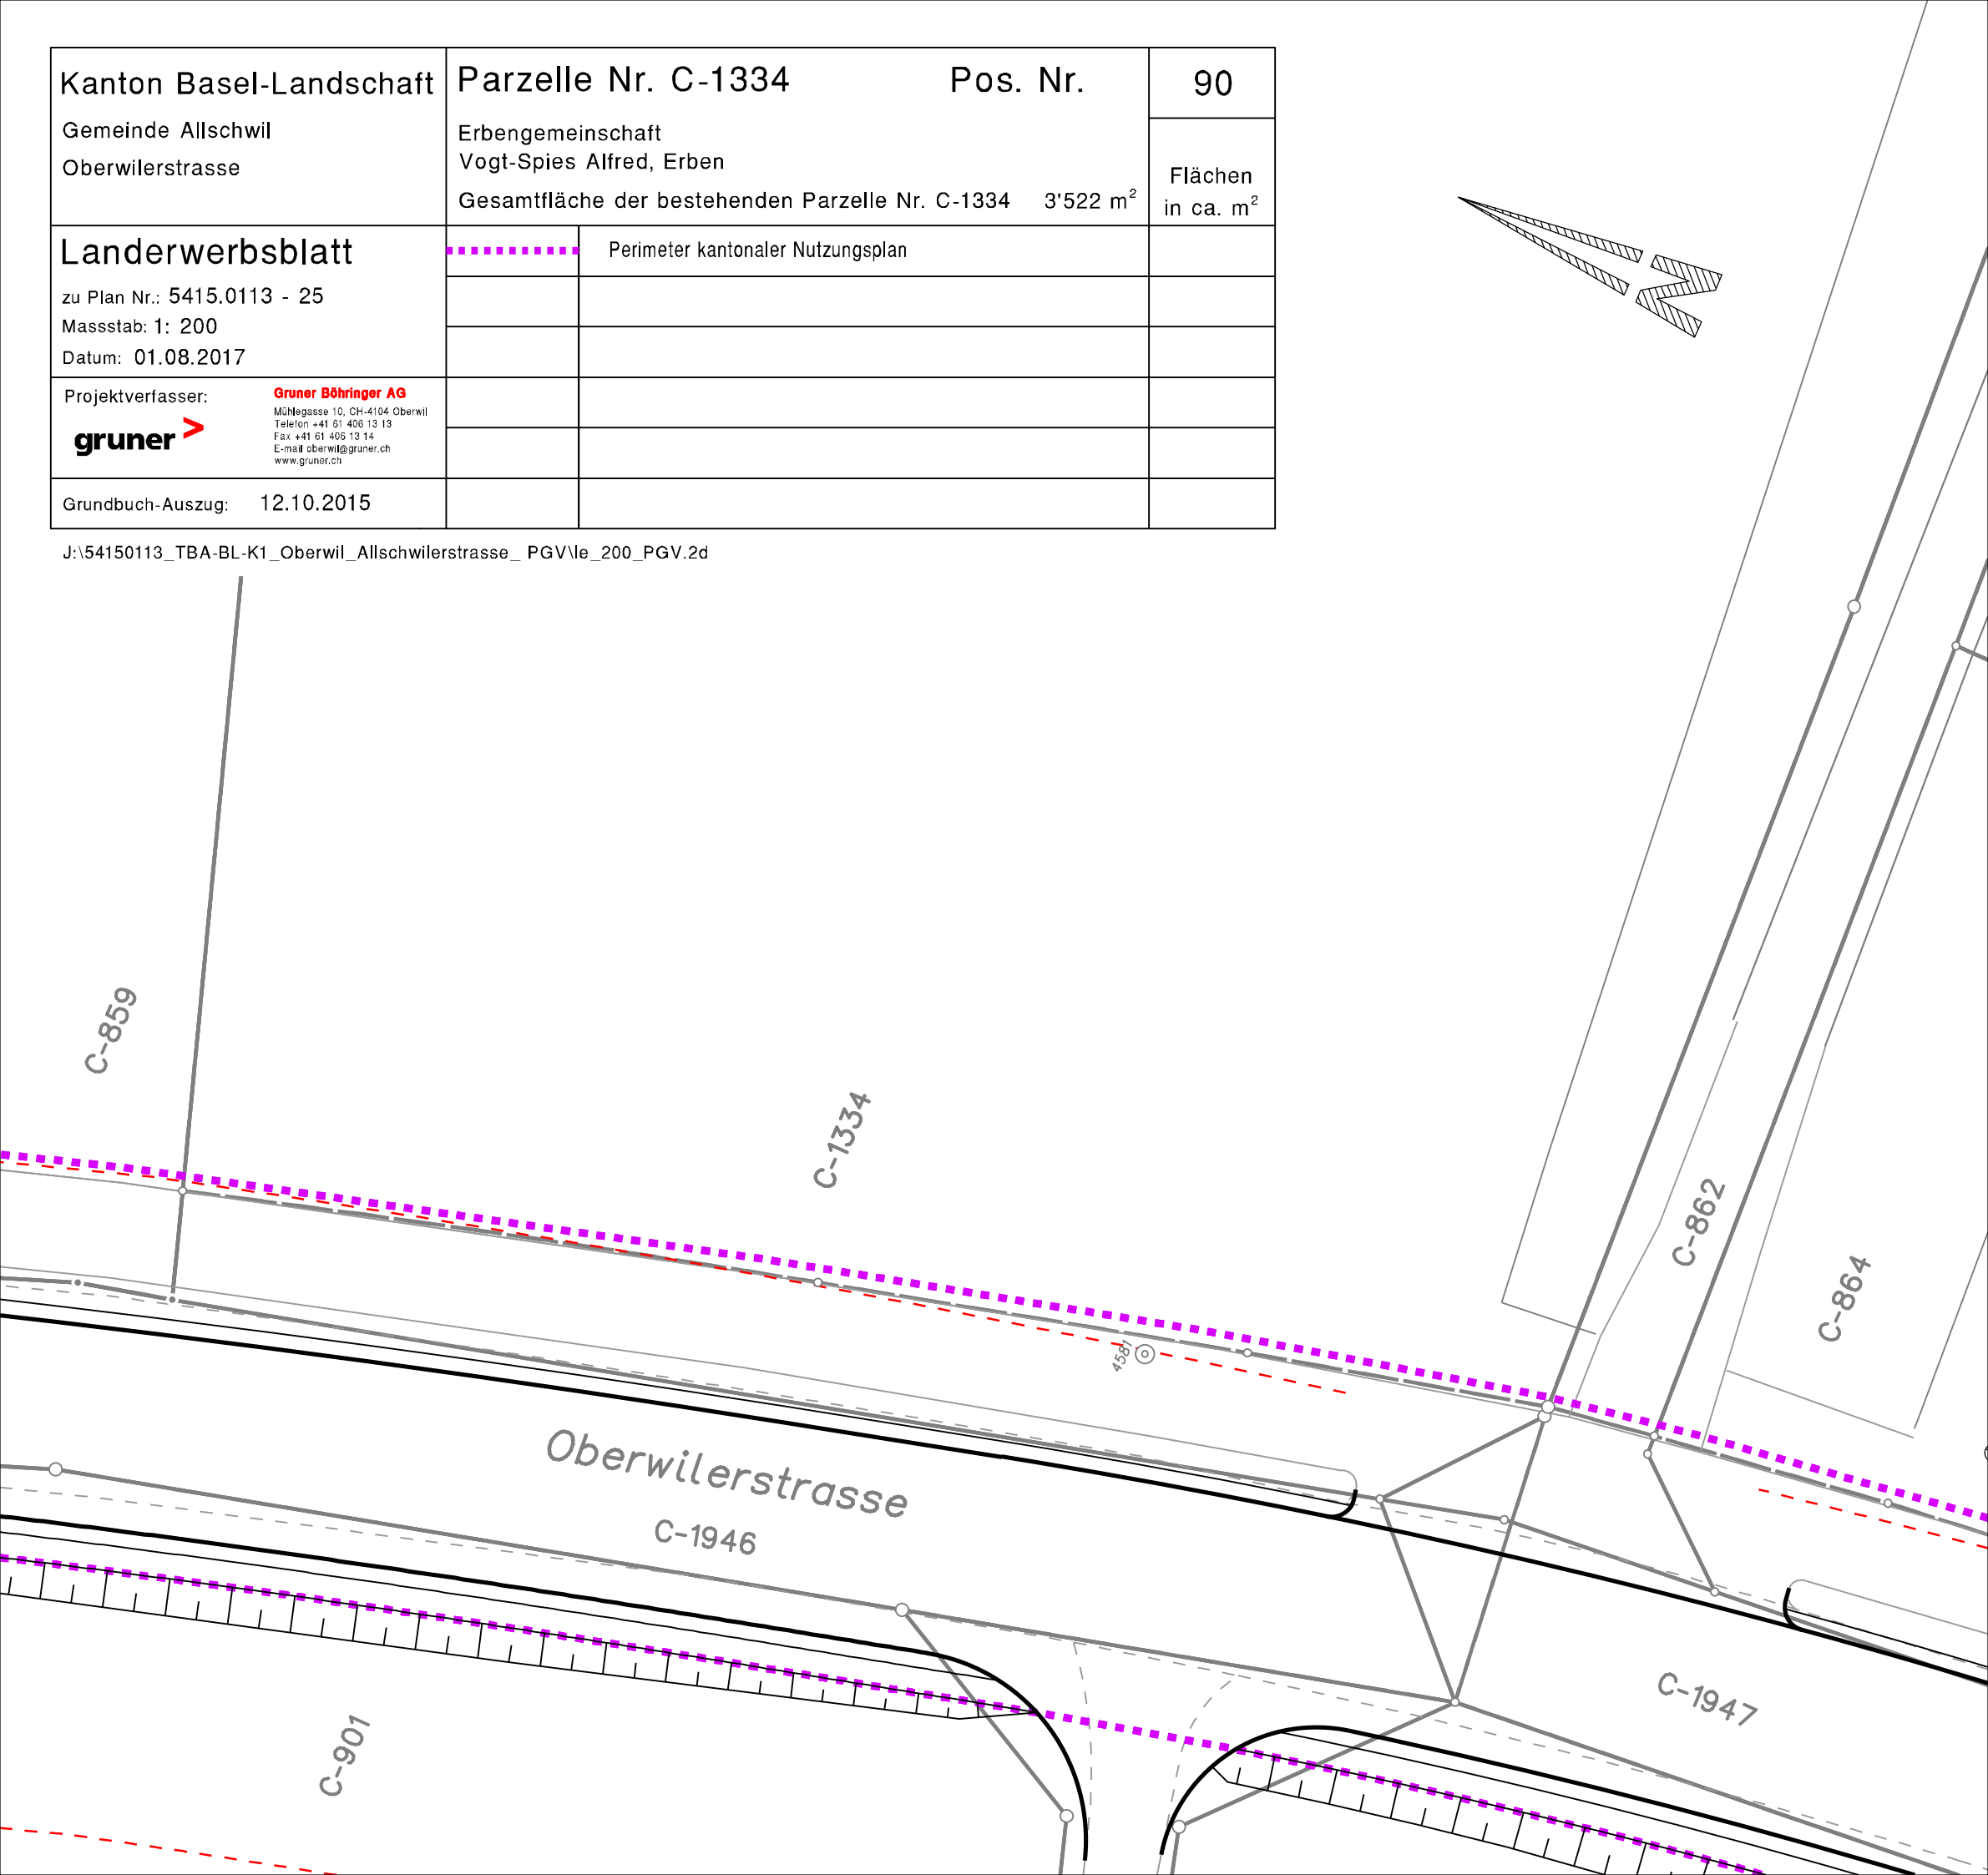 Kanton Basel-Landschaft
Gemeinde Allschwil
Oberwilerstrasse
Parzelle Nr. C-1334 Pos. Nr. 90
Erbengemeinschaft
Vogt-Spies Alfred, Erben
Gesamtfläche der bestehenden Parzelle Nr. C-1334 3'522 m²
Flächen
in ca. m²
Landerwerbsblatt
zu Plan Nr.: 5415.0113 - 25
Massstab: 1: 200
Datum: 01.08.2017
Perimeter kantonaler Nutzungsplan
Projektverfasser:
gruner >
Gruner Böhringer AG
Mühlegasse 10, CH-4104 Oberwil
Telefon +41 61 406 13 13
Fax +41 61 406 13 14
E-mail oberwil@gruner.ch
www.gruner.ch
Grundbuch-Auszug: 12.10.2015
J:\54150113_TBA-BL-K1_Oberwil_Allschwilerstrasse_ PGV\le_200_PGV.2d
N
C-859
C-1334
C-862
C-864
4581
Oberwilerstrasse
C-1946
C-1947
C-901